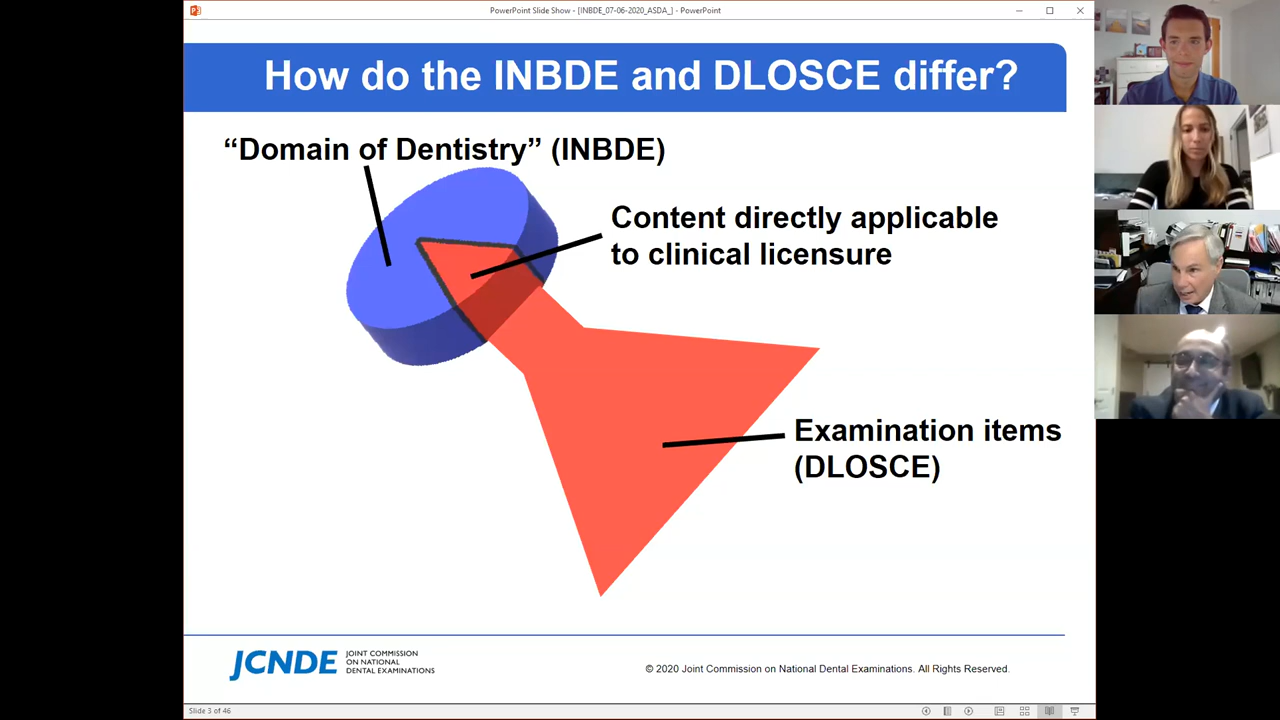 PowerPoint Slide Show - [INBDE_07-06-2020_ASDA_] - PowerPoint
How do the INBDE and DLOSCE differ?
“Domain of Dentistry” (INBDE)
Content directly applicable
to clinical licensure
Examination items
(DLOSCE)
JCNDE
JOINT COMMISSION
ON NATIONAL
DENTAL EXAMINATIONS
© 2020 Joint Commission on National Dental Examinations. All Rights Reserved.
Slide 3 of 46